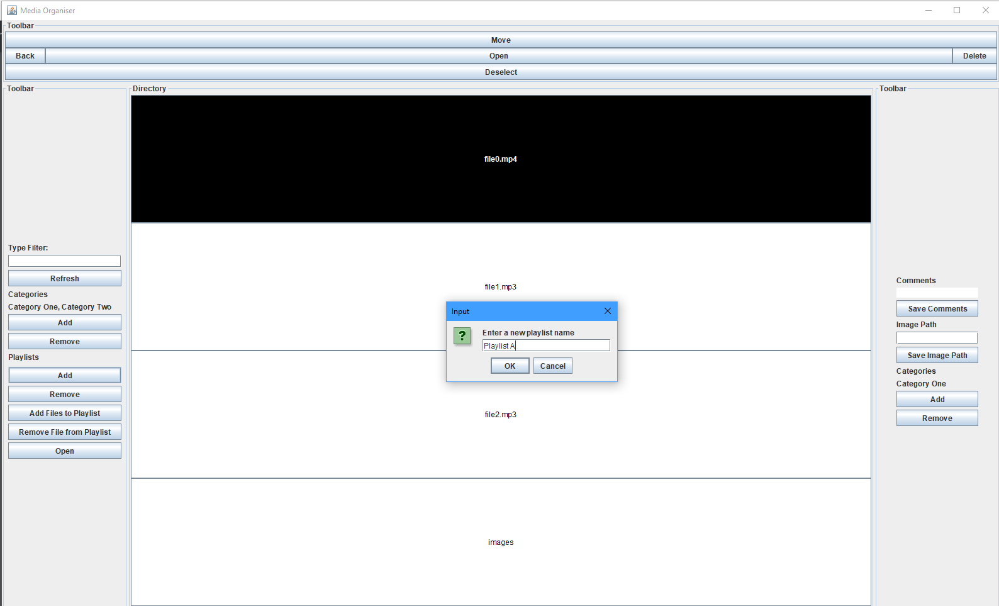 Media Organiser
Toolbar
Move
Back Open Delete
Deselect
Toolbar
Type Filter:
Refresh
Categories
Category One, Category Two
Add
Remove
Playlists
Add
Remove
Add Files to Playlist
Remove File from Playlist
Open
Directory
file0.mp4
file1.mp3
file2.mp3
images
Input
? Enter a new playlist name
Playlist A
OK Cancel
Toolbar
Comments
Save Comments
Image Path
Save Image Path
Categories
Category One
Add
Remove